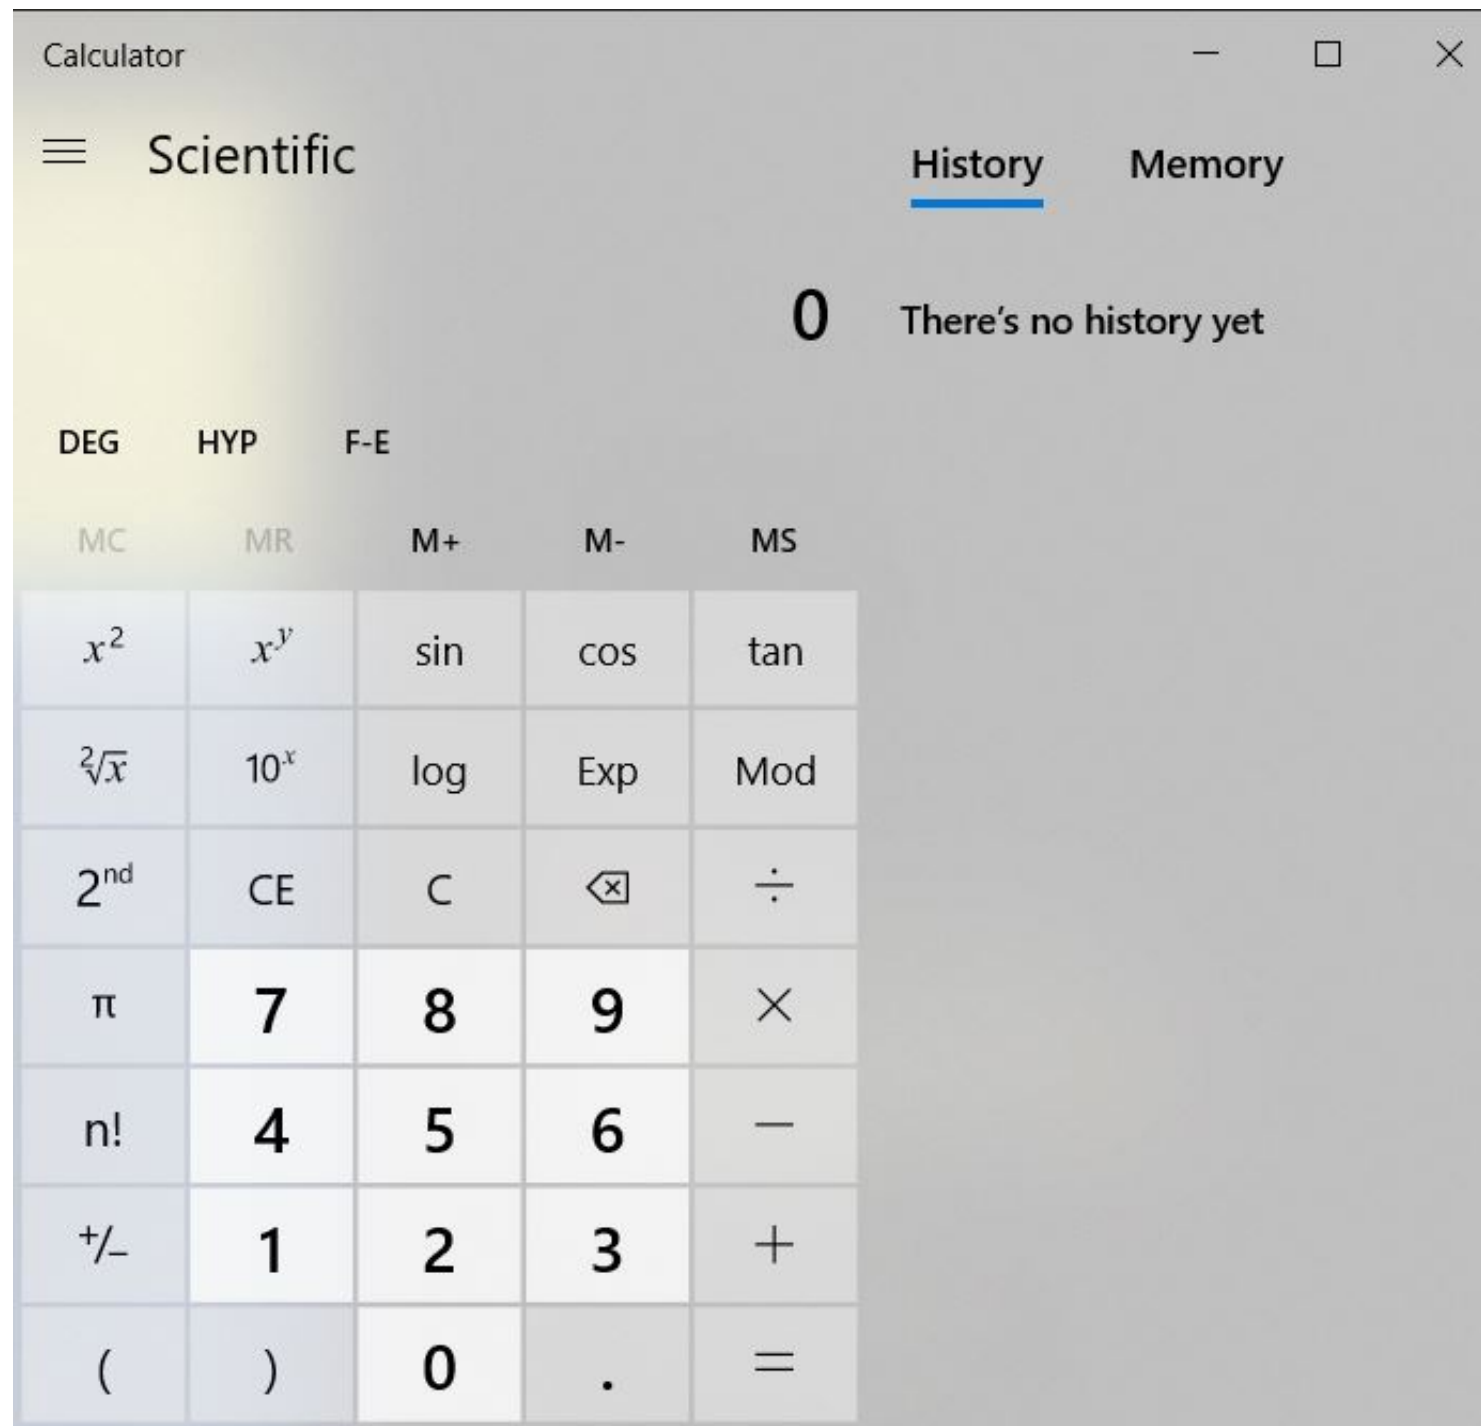 Calculator
Scientific
History Memory
0
There's no history yet
DEG HYP F-E
MC MR M+ M- MS
x² xʸ sin cos tan
²√x 10ˣ log Exp Mod
2ⁿᵈ CE C ÷
π 7 8 9 ×
n! 4 5 6 −
+/− 1 2 3 +
( ) 0 . =